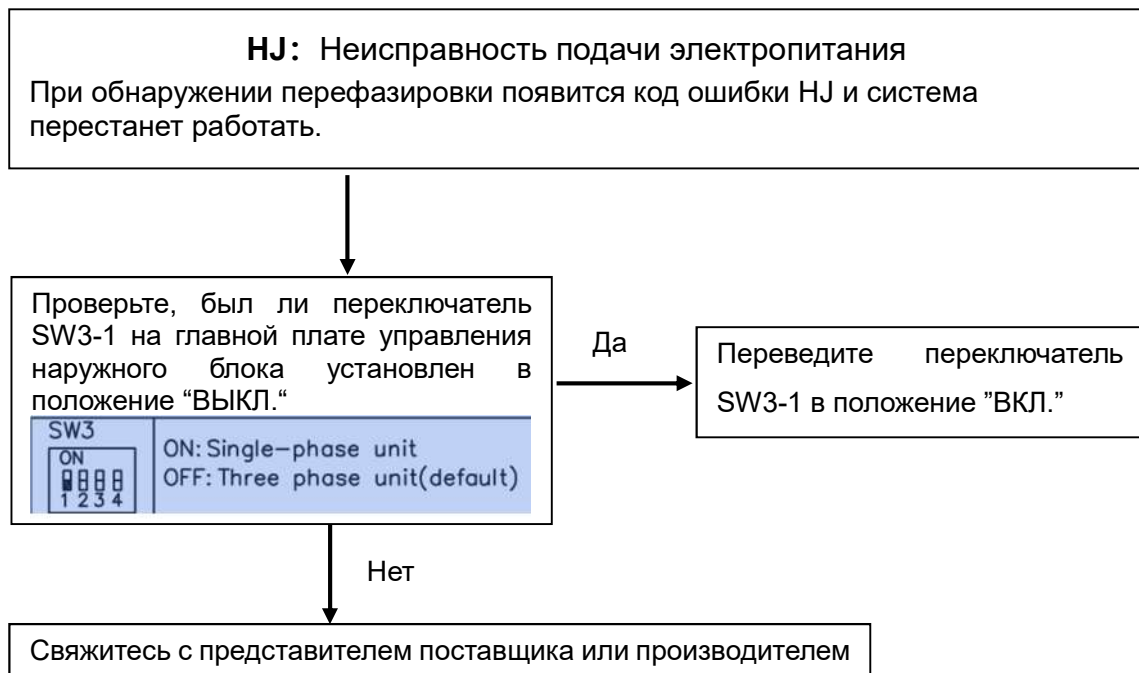 HJ: Неисправность подачи электропитания
При обнаружении перефазировки появится код ошибки HJ и система
перестанет работать.
Проверьте, был ли переключатель
SW3-1 на главной плате управления
наружного блока установлен в
положение “ВЫКЛ.“
SW3
ON
1 2 3 4
ON: Single-phase unit
OFF: Three phase unit(default)
Да
Переведите переключатель
SW3-1 в положение ”ВКЛ.”
Нет
Свяжитесь с представителем поставщика или производителем